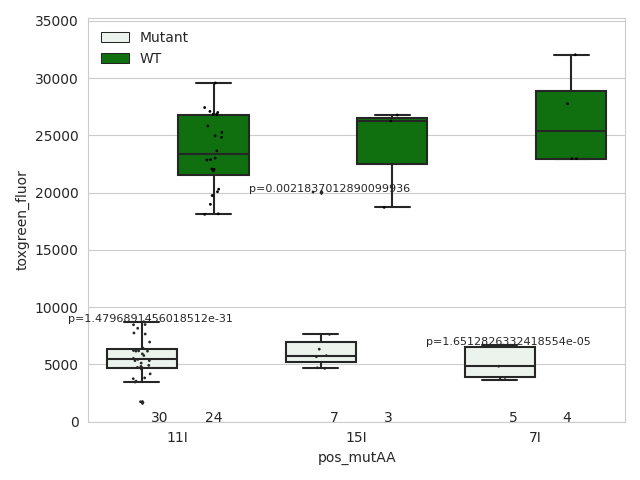 35000
Mutant
WT
30000
25000
20000
p=0.0021837012890099936
15000
10000
p=1.4796891456018512e-31
p=1.6512826332418554e-05
5000
0
30 24 7 3 5 4
11I 15I 7I
pos_mutAA
toxgreen_fluor